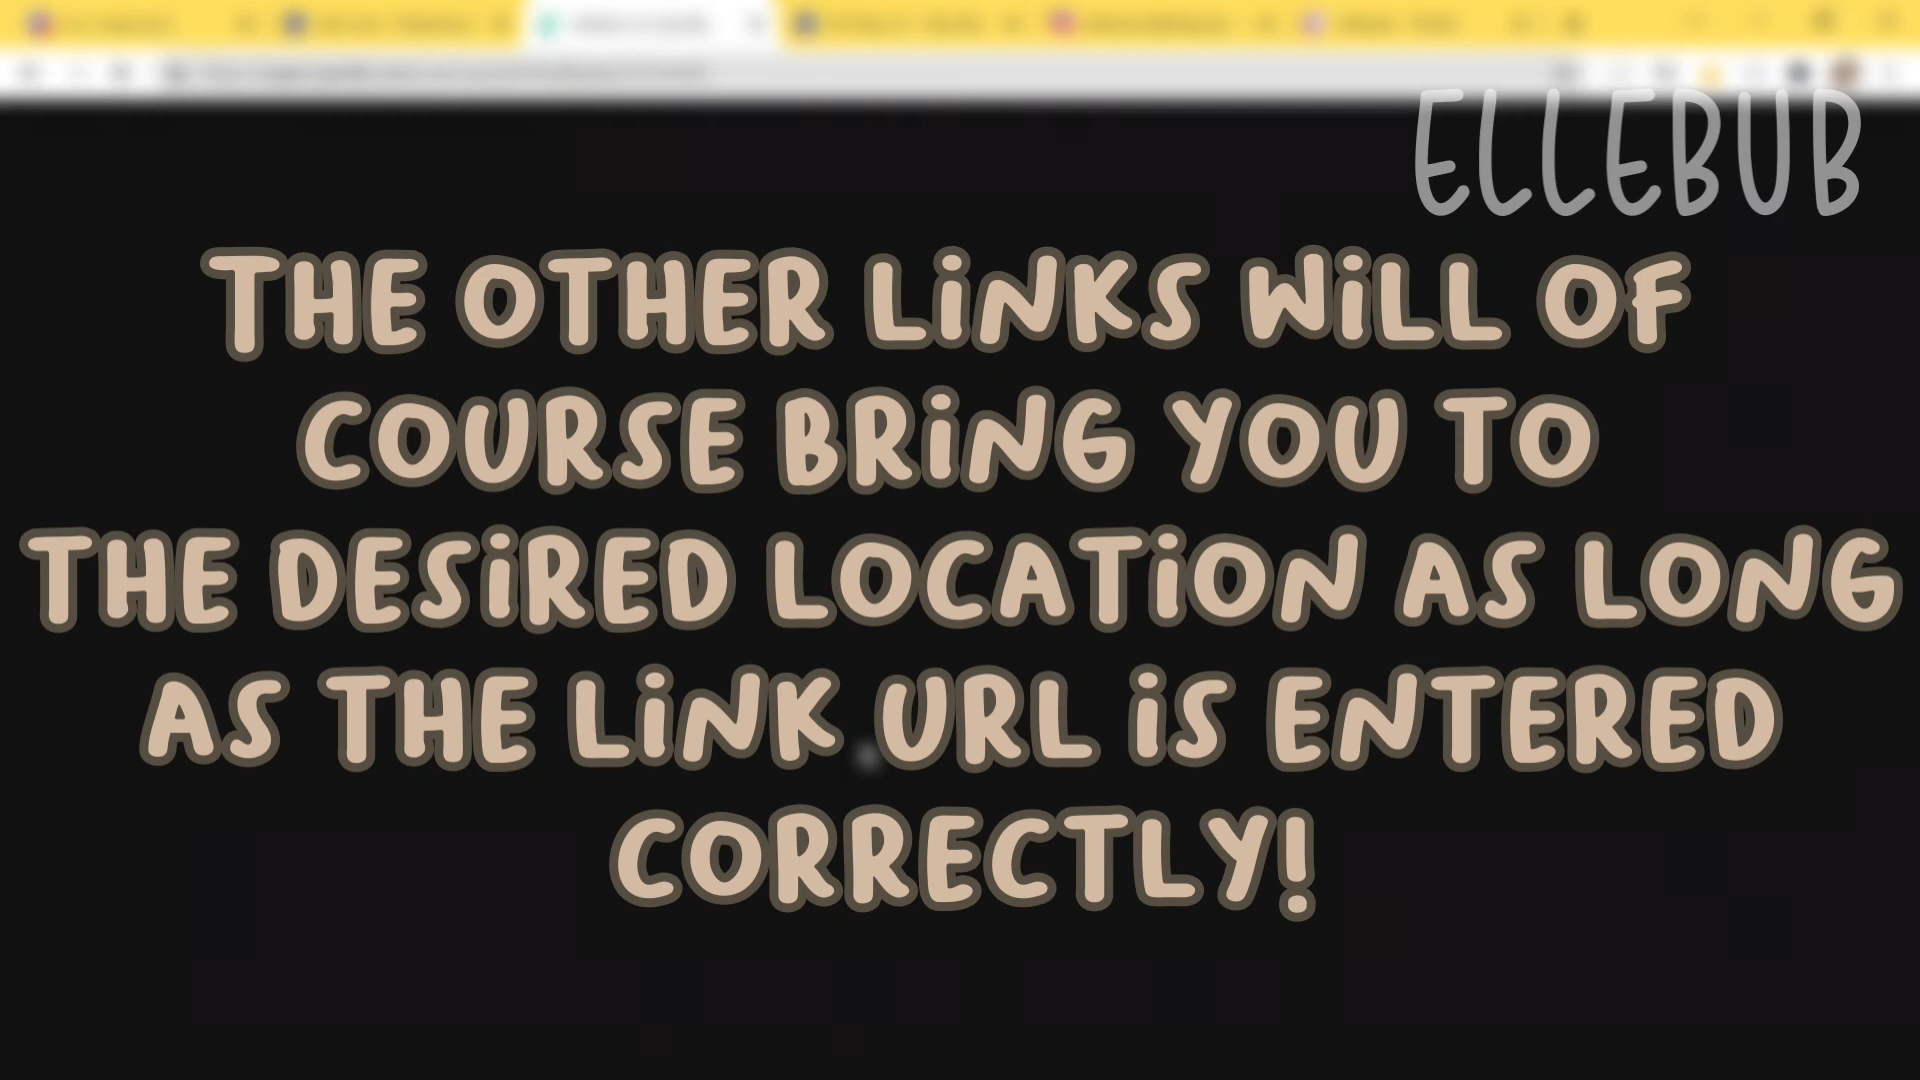 ELLEBUB
THE OTHER LiNKS WiLL OF
COURSE BRiNG YOU TO
THE DESiRED LOCATiON AS LONG
AS THE LiNK URL iS ENTERED
CORRECTLY!